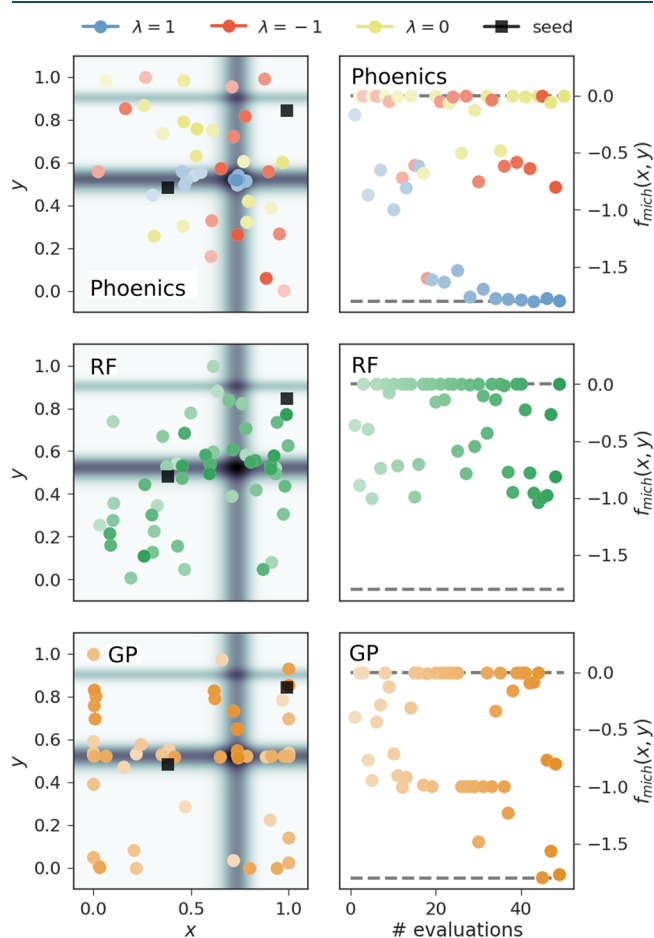 λ = 1 λ = −1 λ = 0 seed
1.0
0.8
0.6
0.4
0.2
0.0
y
Phoenics
Phoenics
0.0
−0.5
−1.0
−1.5
f_mich(x, y)
RF
1.0
0.8
0.6
0.4
0.2
0.0
y
RF
0.0
−0.5
−1.0
−1.5
f_mich(x, y)
GP
1.0
0.8
0.6
0.4
0.2
0.0
y
0.0 0.5 1.0
x
GP
0.0
−0.5
−1.0
−1.5
f_mich(x, y)
0 20 40
# evaluations